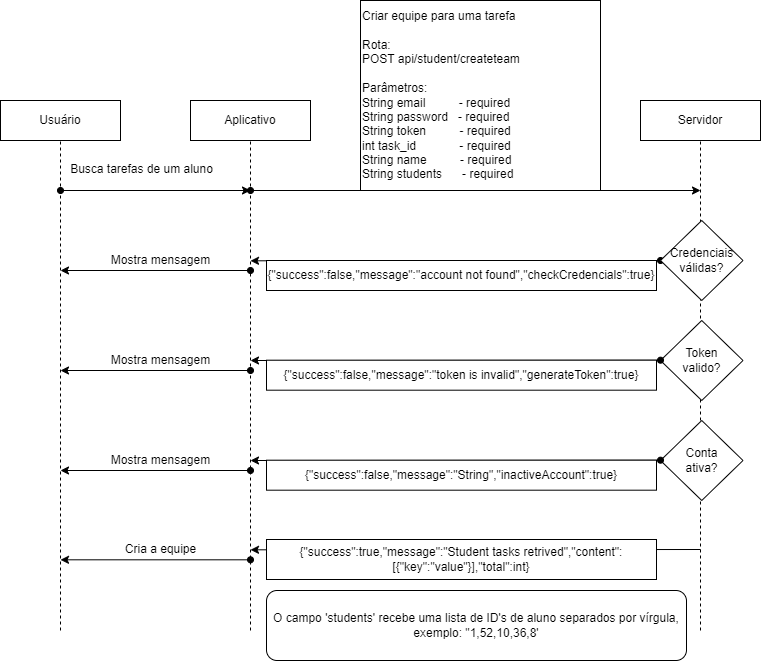 Criar equipe para uma tarefa
Rota:
POST api/student/createteam
Parâmetros:
String email - required
String password - required
String token - required
int task_id - required
String name - required
String students - required
Usuário
Aplicativo
Servidor
Busca tarefas de um aluno
Credenciais
válidas?
Mostra mensagem
{"success":false,"message":"account not found","checkCredencials":true}
Token
valido?
Mostra mensagem
{"success":false,"message":"token is invalid","generateToken":true}
Conta
ativa?
Mostra mensagem
{"success":false,"message":"String","inactiveAccount":true}
Cria a equipe
{"success":true,"message":"Student tasks retrived","content":
[{"key":"value"}],"total":int}
O campo 'students' recebe uma lista de ID's de aluno separados por vírgula,
exemplo: "1,52,10,36,8'